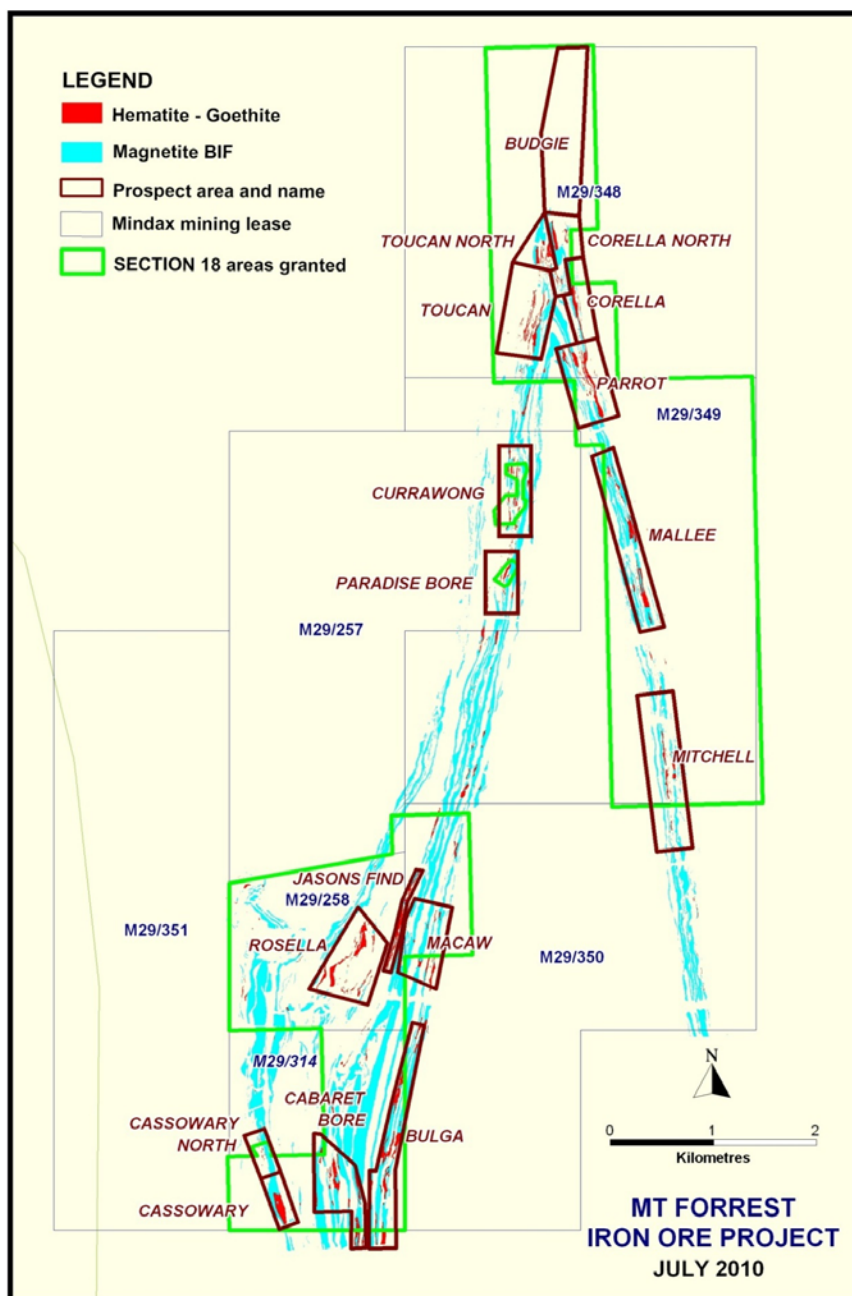 LEGEND
Hematite - Goethite
Magnetite BIF
Prospect area and name
Mindax mining lease
SECTION 18 areas granted
BUDGIE
M29/348
TOUCAN NORTH
CORELLA NORTH
TOUCAN
CORELLA
PARROT
M29/349
CURRAWONG
MALLEE
PARADISE BORE
M29/257
MITCHELL
JASONS FIND
M29/258
M29/351
ROSELLA
MACAW
M29/350
M29/314
CABARET
BORE
CASSOWARY
NORTH
BULGA
CASSOWARY
N
0
1
2
Kilometres
MT FORREST
IRON ORE PROJECT
JULY 2010